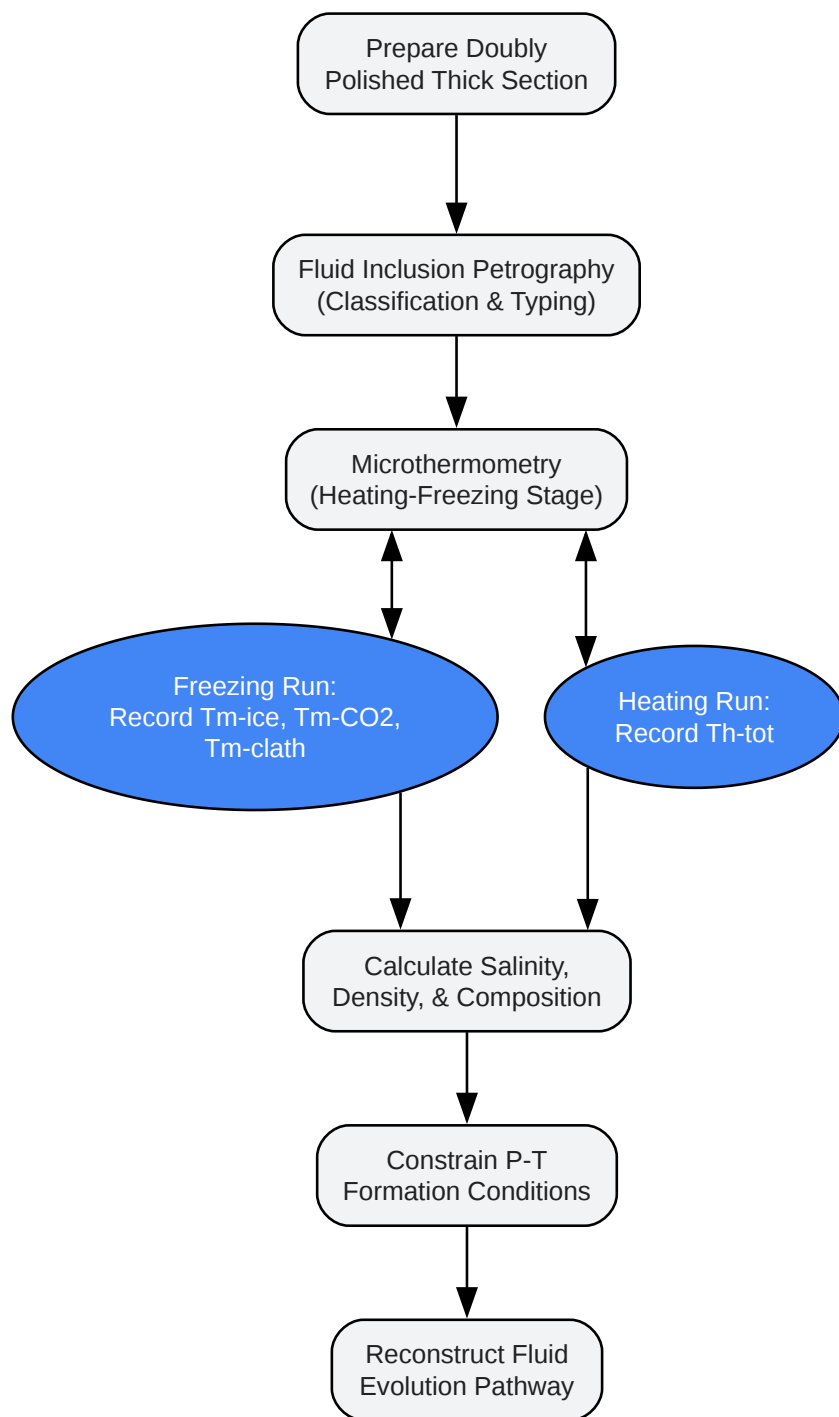 Prepare Doubly
Polished Thick Section
Fluid Inclusion Petrography
(Classification & Typing)
Microthermometry
(Heating-Freezing Stage)
Freezing Run:
Record Tm-ice, Tm-CO2,
Tm-clath
Heating Run:
Record Th-tot
Calculate Salinity,
Density, & Composition
Constrain P-T
Formation Conditions
Reconstruct Fluid
Evolution Pathway